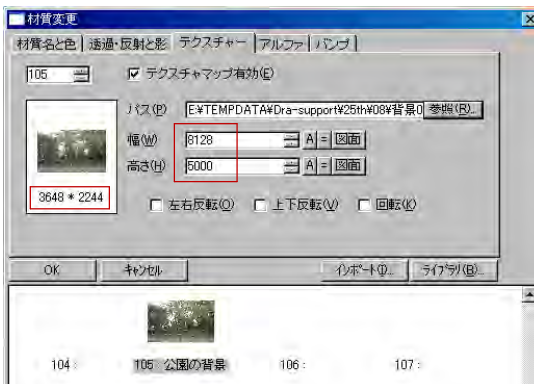 材質変更
材質名と色 透過・反射と影 テクスチャー アルファ バンプ
105 テクスチャマップ有効(E)
パス(P) E:¥TEMPDATA¥Dra-support¥25th¥08¥背景0 参照(R)...
幅(W) 8128 A = 図面
高さ(H) 5000 A = 図面
3648 * 2244
左右反転(O) 上下反転(V) 回転(K)
OK キャンセル インポート(I)... ライブラリ(B)...
104 : 105 公園の背景 106 : 107 :